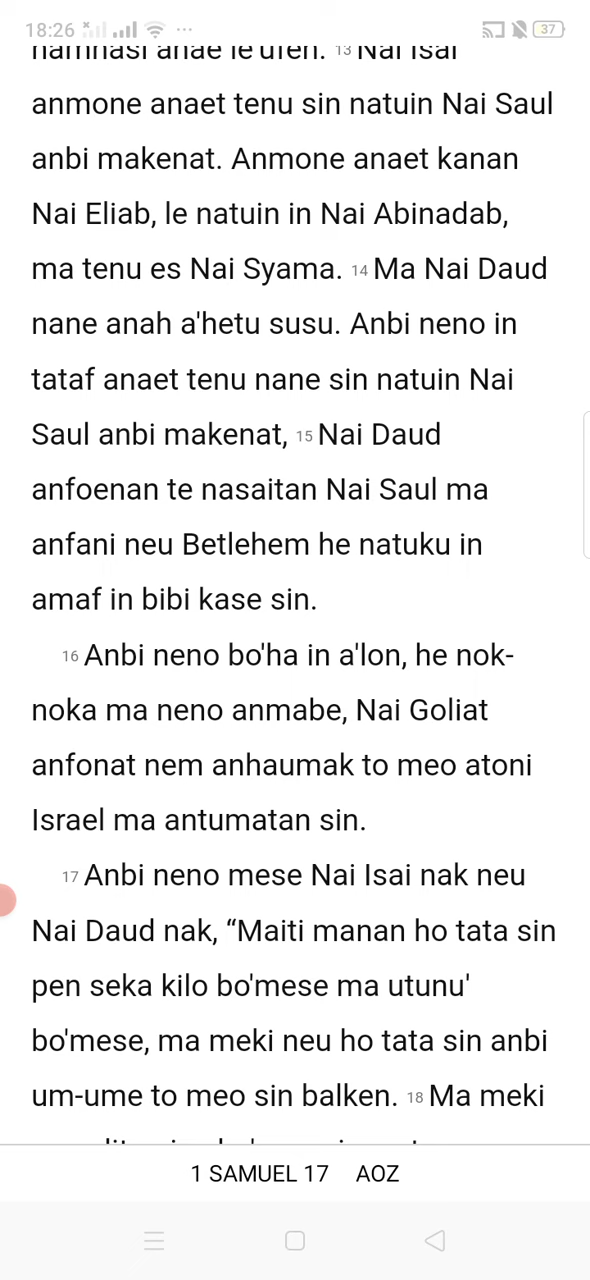 18:26
37
anae 13 Nai Isai
anmone anaet tenu sin natuin Nai Saul
anbi makenat. Anmone anaet kanan
Nai Eliab, le natuin in Nai Abinadab,
ma tenu es Nai Syama. 14 Ma Nai Daud
nane anah a'hetu susu. Anbi neno in
tataf anaet tenu nane sin natuin Nai
Saul anbi makenat, 15 Nai Daud
anfoenan te nasaitan Nai Saul ma
anfani neu Betlehem he natuku in
amaf in bibi kase sin.
16 Anbi neno bo'ha in a'lon, he nok-
noka ma neno anmabe, Nai Goliat
anfonat nem anhaumak to meo atoni
Israel ma antumatan sin.
17 Anbi neno mese Nai Isai nak neu
Nai Daud nak, “Maiti manan ho tata sin
pen seka kilo bo'mese ma utunu'
bo'mese, ma meki neu ho tata sin anbi
um-ume to meo sin balken. 18 Ma meki
1 SAMUEL 17 AOZ